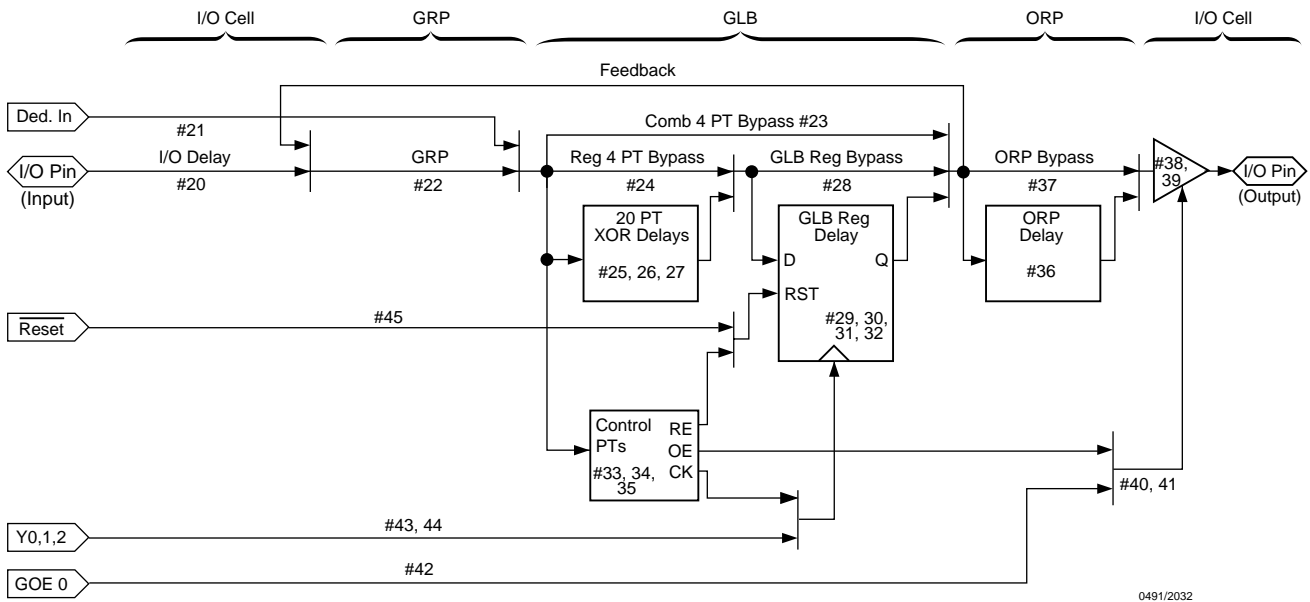 I/O Cell
GRP
GLB
ORP
I/O Cell
Feedback
Ded. In
#21
Comb 4 PT Bypass #23
I/O Pin
(Input)
I/O Delay
#20
GRP
#22
Reg 4 PT Bypass
#24
GLB Reg Bypass
#28
ORP Bypass
#37
#38,
39
I/O Pin
(Output)
20 PT
XOR Delays
#25, 26, 27
GLB Reg
Delay
D
Q
RST
#29, 30,
31, 32
ORP
Delay
#36
Reset
#45
Control
PTs
RE
OE
CK
#33, 34,
35
#40, 41
Y0,1,2
#43, 44
GOE 0
#42
0491/2032